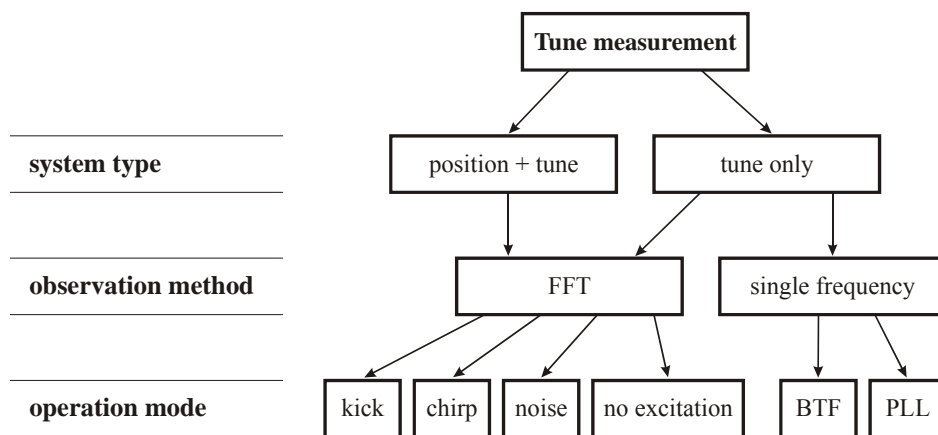 Tune measurement
system type
position + tune
tune only
observation method
FFT
single frequency
operation mode
kick
chirp
noise
no excitation
BTF
PLL